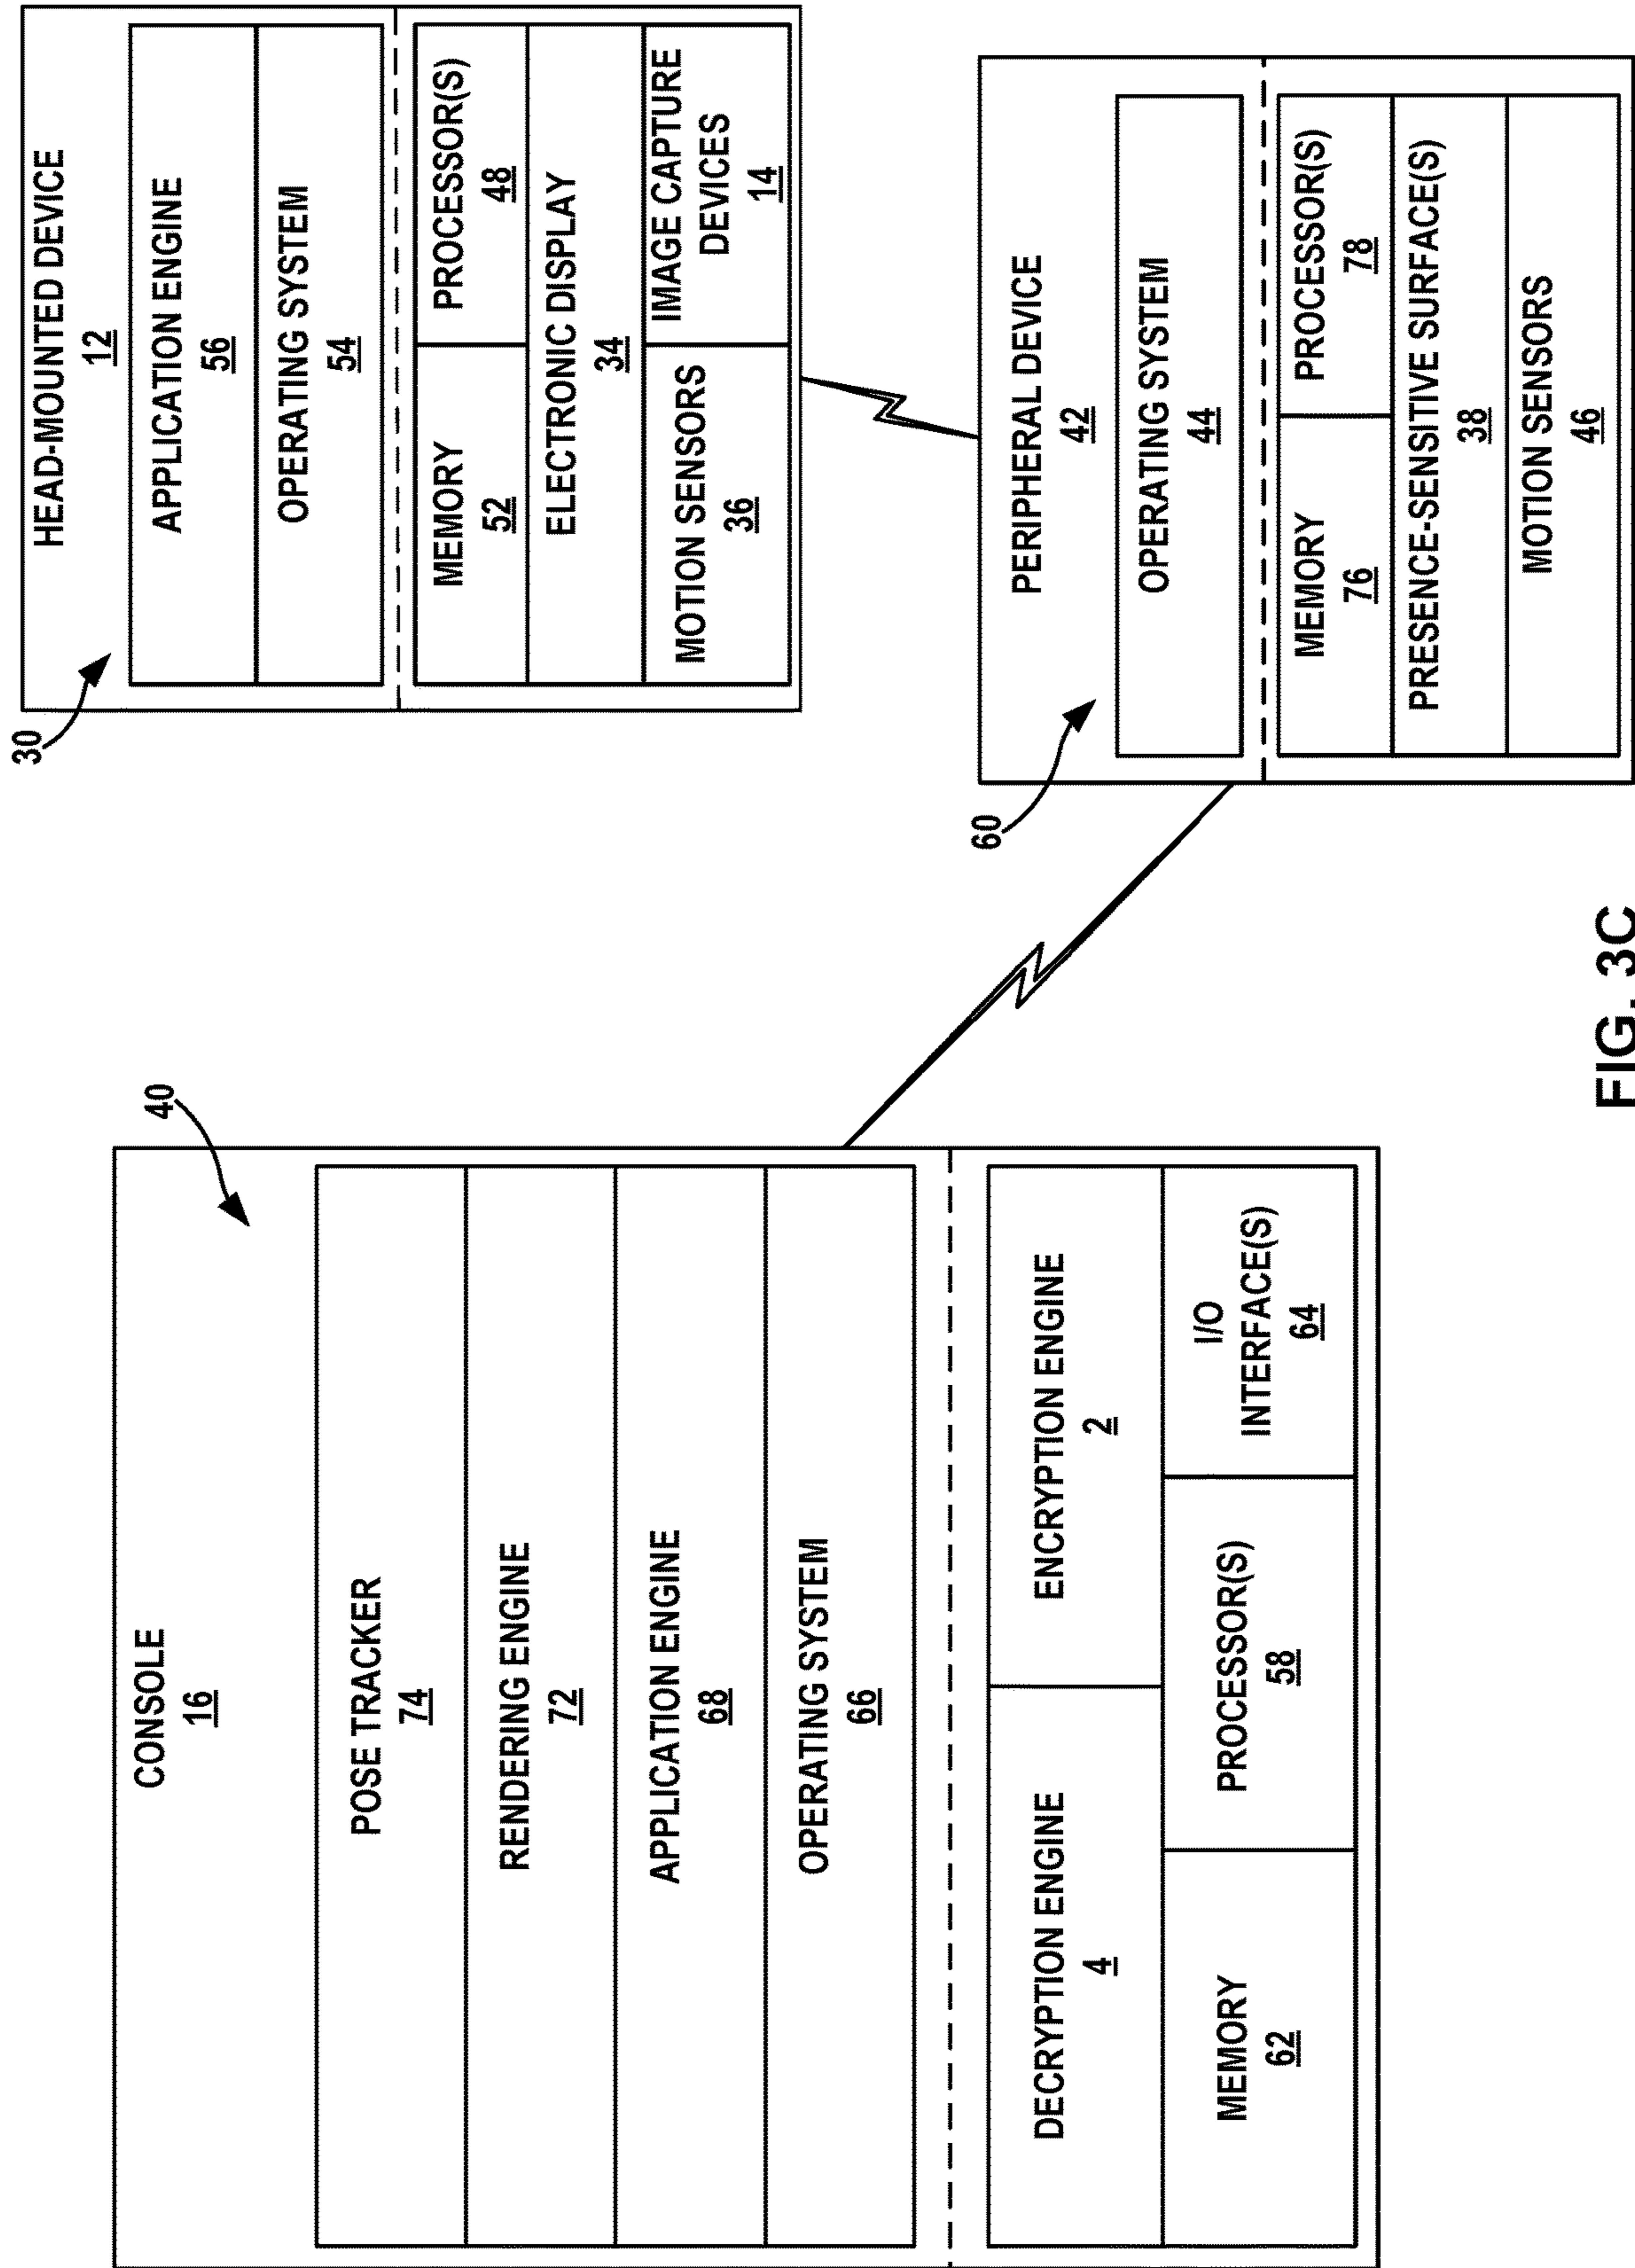 40
CONSOLE
16
POSE TRACKER
74
RENDERING ENGINE
72
APPLICATION ENGINE
68
OPERATING SYSTEM
66
DECRYPTION ENGINE
4
ENCRYPTION ENGINE
2
MEMORY
62
PROCESSOR(S)
58
I/O
INTERFACE(S)
64
30
HEAD-MOUNTED DEVICE
12
APPLICATION ENGINE
56
OPERATING SYSTEM
54
MEMORY
52
PROCESSOR(S)
48
ELECTRONIC DISPLAY
34
MOTION SENSORS
36
IMAGE CAPTURE
DEVICES
14
60
PERIPHERAL DEVICE
42
OPERATING SYSTEM
44
MEMORY
76
PROCESSOR(S)
78
PRESENCE-SENSITIVE SURFACE(S)
38
MOTION SENSORS
46
FIG. 3C